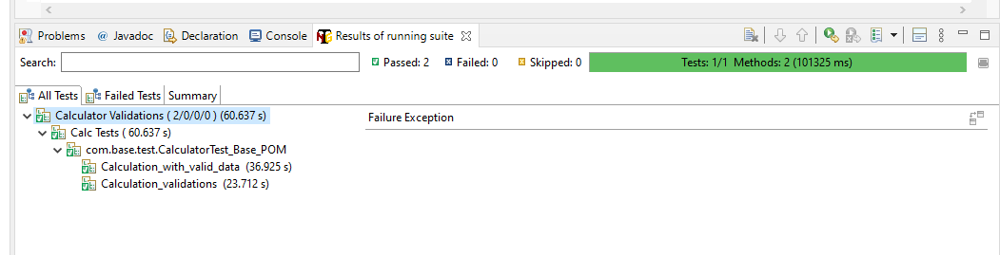 Problems @ Javadoc Declaration Console Results of running suite
Search: Passed: 2 Failed: 0 Skipped: 0 Tests: 1/1 Methods: 2 (101325 ms)
All Tests Failed Tests Summary
Calculator Validations ( 2/0/0/0 ) (60.637 s) Failure Exception
Calc Tests ( 60.637 s)
com.base.test.CalculatorTest_Base_POM
Calculation_with_valid_data (36.925 s)
Calculation_validations (23.712 s)